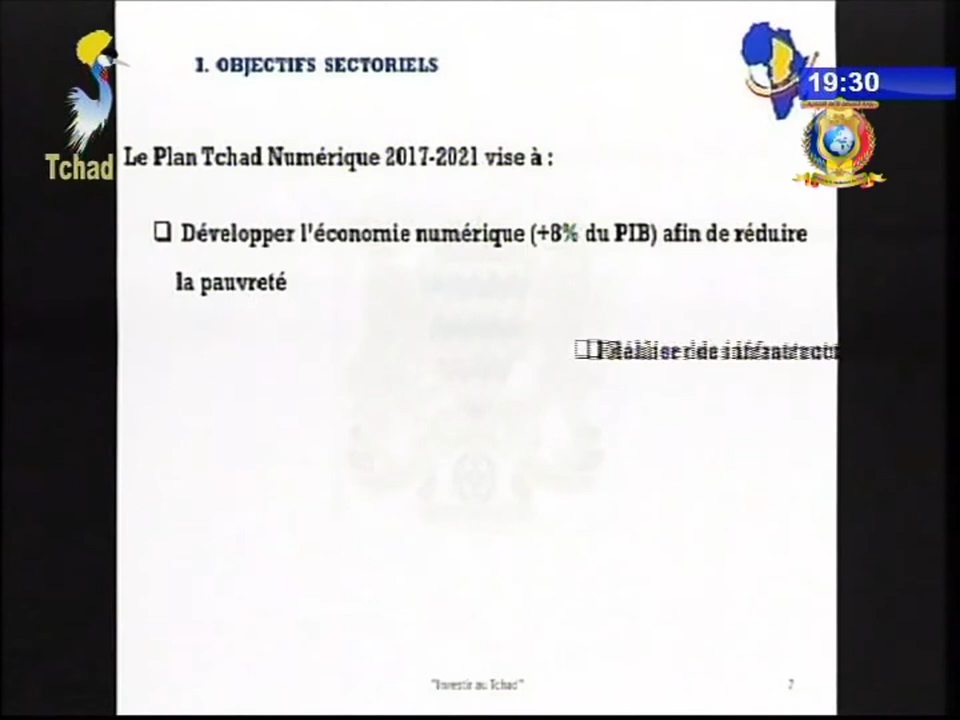 1. OBJECTIFS SECTORIELS
19:30
Tchad
Le Plan Tchad Numérique 2017-2021 vise à :
❑ Développer l'économie numérique (+8% du PIB) afin de réduire
la pauvreté
"Investir au Tchad"
7